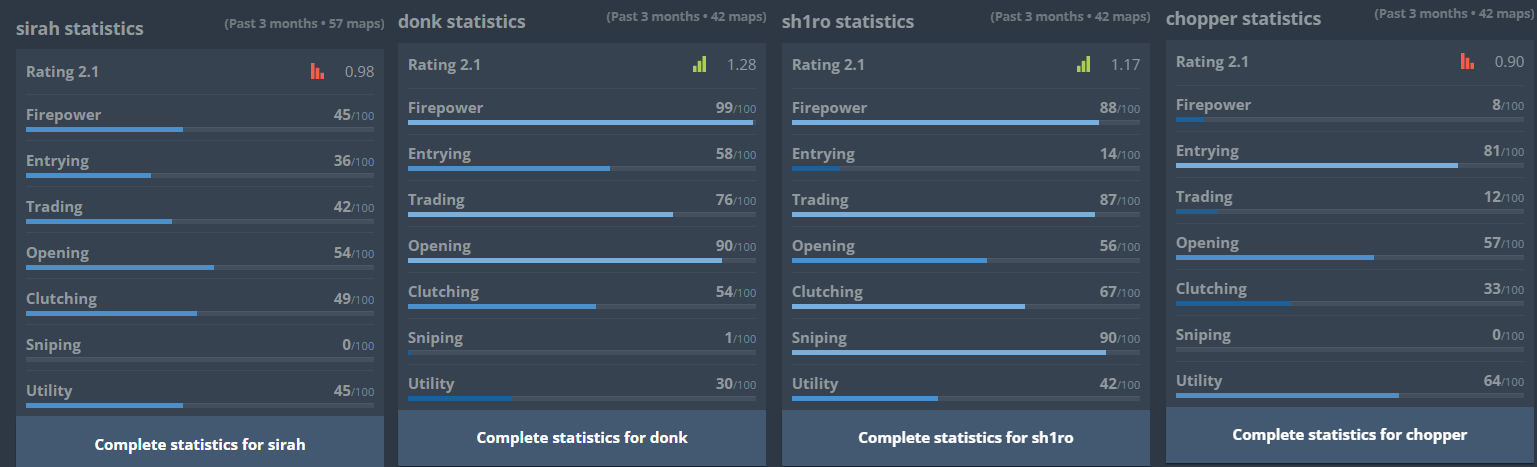 sirah statistics (Past 3 months • 57 maps)
Rating 2.1 0.98
Firepower 45/100
Entrying 36/100
Trading 42/100
Opening 54/100
Clutching 49/100
Sniping 0/100
Utility 45/100
Complete statistics for sirah
donk statistics (Past 3 months • 42 maps)
Rating 2.1 1.28
Firepower 99/100
Entrying 58/100
Trading 76/100
Opening 90/100
Clutching 54/100
Sniping 1/100
Utility 30/100
Complete statistics for donk
sh1ro statistics (Past 3 months • 42 maps)
Rating 2.1 1.17
Firepower 88/100
Entrying 14/100
Trading 87/100
Opening 56/100
Clutching 67/100
Sniping 90/100
Utility 42/100
Complete statistics for sh1ro
chopper statistics (Past 3 months • 42 maps)
Rating 2.1 0.90
Firepower 8/100
Entrying 81/100
Trading 12/100
Opening 57/100
Clutching 33/100
Sniping 0/100
Utility 64/100
Complete statistics for chopper